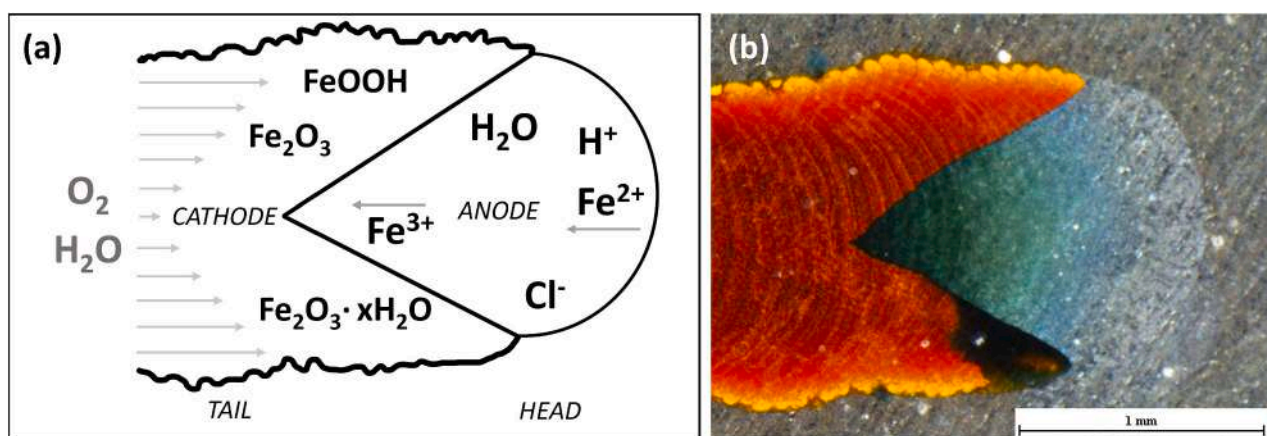 (a)
FeOOH
Fe₂O₃
H₂O
H⁺
O₂
CATHODE
Fe³⁺
ANODE
Fe²⁺
H₂O
Cl⁻
Fe₂O₃· xH₂O
TAIL
HEAD
(b)
1 mm